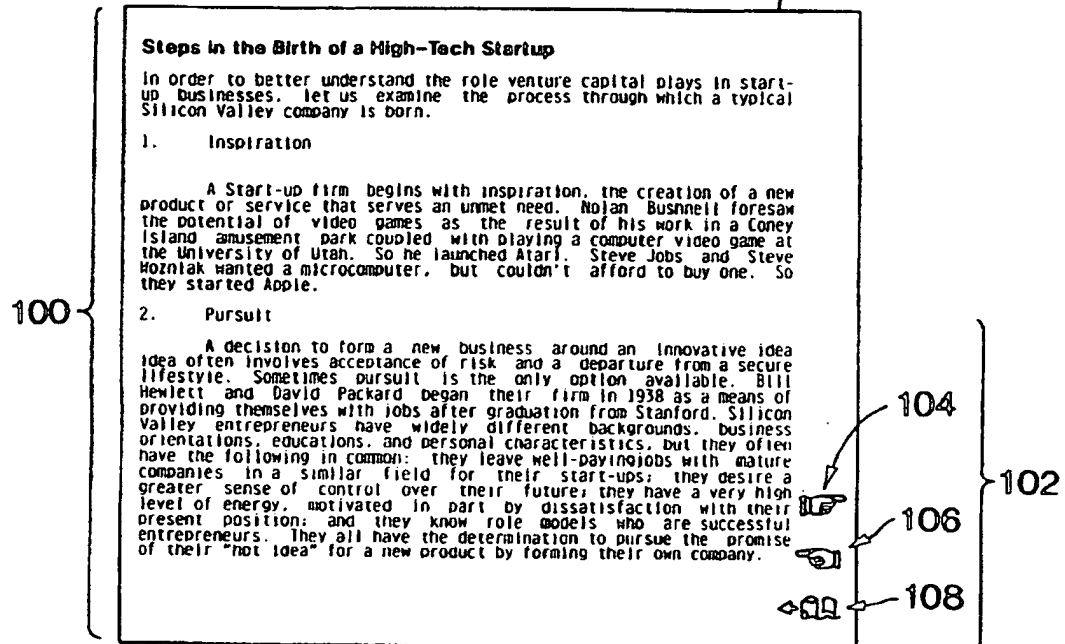 Steps in the Birth of a High-Tech Startup
In order to better understand the role venture capital plays in start-
up businesses, let us examine the process through which a typical
Silicon Valley company is born.
1. Inspiration
A Start-up firm begins with inspiration, the creation of a new
product or service that serves an unmet need. Nolan Bushnell foresaw
the potential of video games as the result of his work in a Coney
Island amusement park coupled with playing a computer video game at
the University of Utah. So he launched Atari. Steve Jobs and Steve
Wozniak wanted a microcomputer, but couldn't afford to buy one. So
they started Apple.
100
2. Pursuit
A decision to form a new business around an innovative idea
idea often involves acceptance of risk and a departure from a secure
lifestyle. Sometimes pursuit is the only option available. Bill
Hewlett and David Packard began their firm in 1938 as a means of
providing themselves with jobs after graduation from Stanford. Silicon
Valley entrepreneurs have widely different backgrounds, business
orientations, educations, and personal characteristics, but they often
have the following in common: they leave well-payingjobs with mature
companies in a similar field for their start-ups; they desire a
greater sense of control over their future; they have a very high
level of energy, motivated in part by dissatisfaction with their
present position; and they know role models who are successful
entrepreneurs. They all have the determination to pursue the promise
of their "hot idea" for a new product by forming their own company.
104
102
106
108